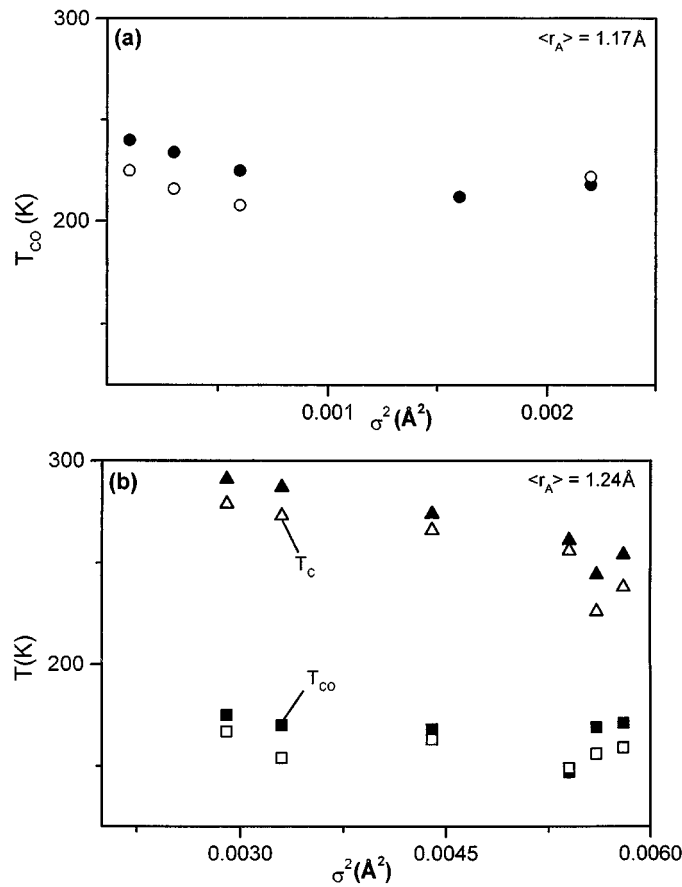 300
(a)
<r_A> = 1.17Å
200
T_CO (K)
0.001
0.002
σ² (Å²)
300
(b)
<r_A> = 1.24Å
T_c
200
T(K)
T_co
0.0030
0.0045
0.0060
σ² (Å²)